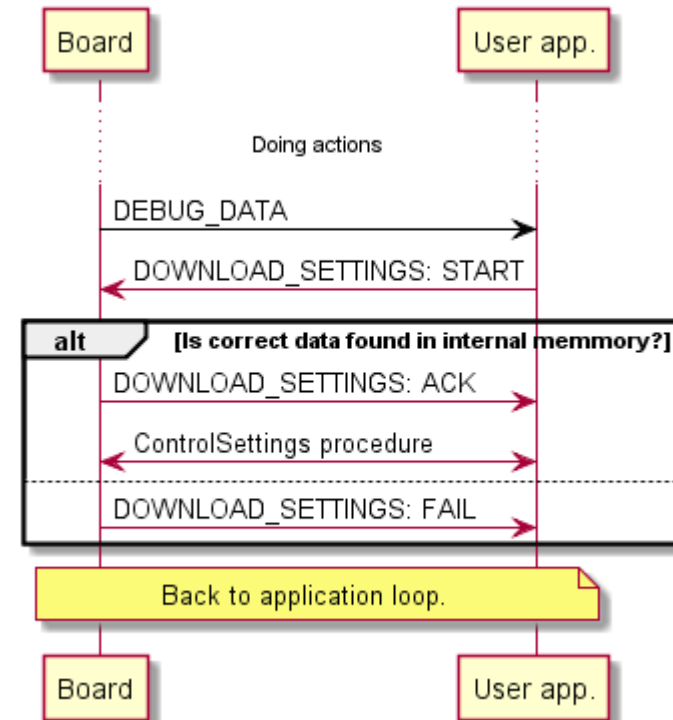 Board User app.
Doing actions
DEBUG_DATA
DOWNLOAD_SETTINGS: START
alt [Is correct data found in internal memmory?]
DOWNLOAD_SETTINGS: ACK
ControlSettings procedure
DOWNLOAD_SETTINGS: FAIL
Back to application loop.
Board User app.